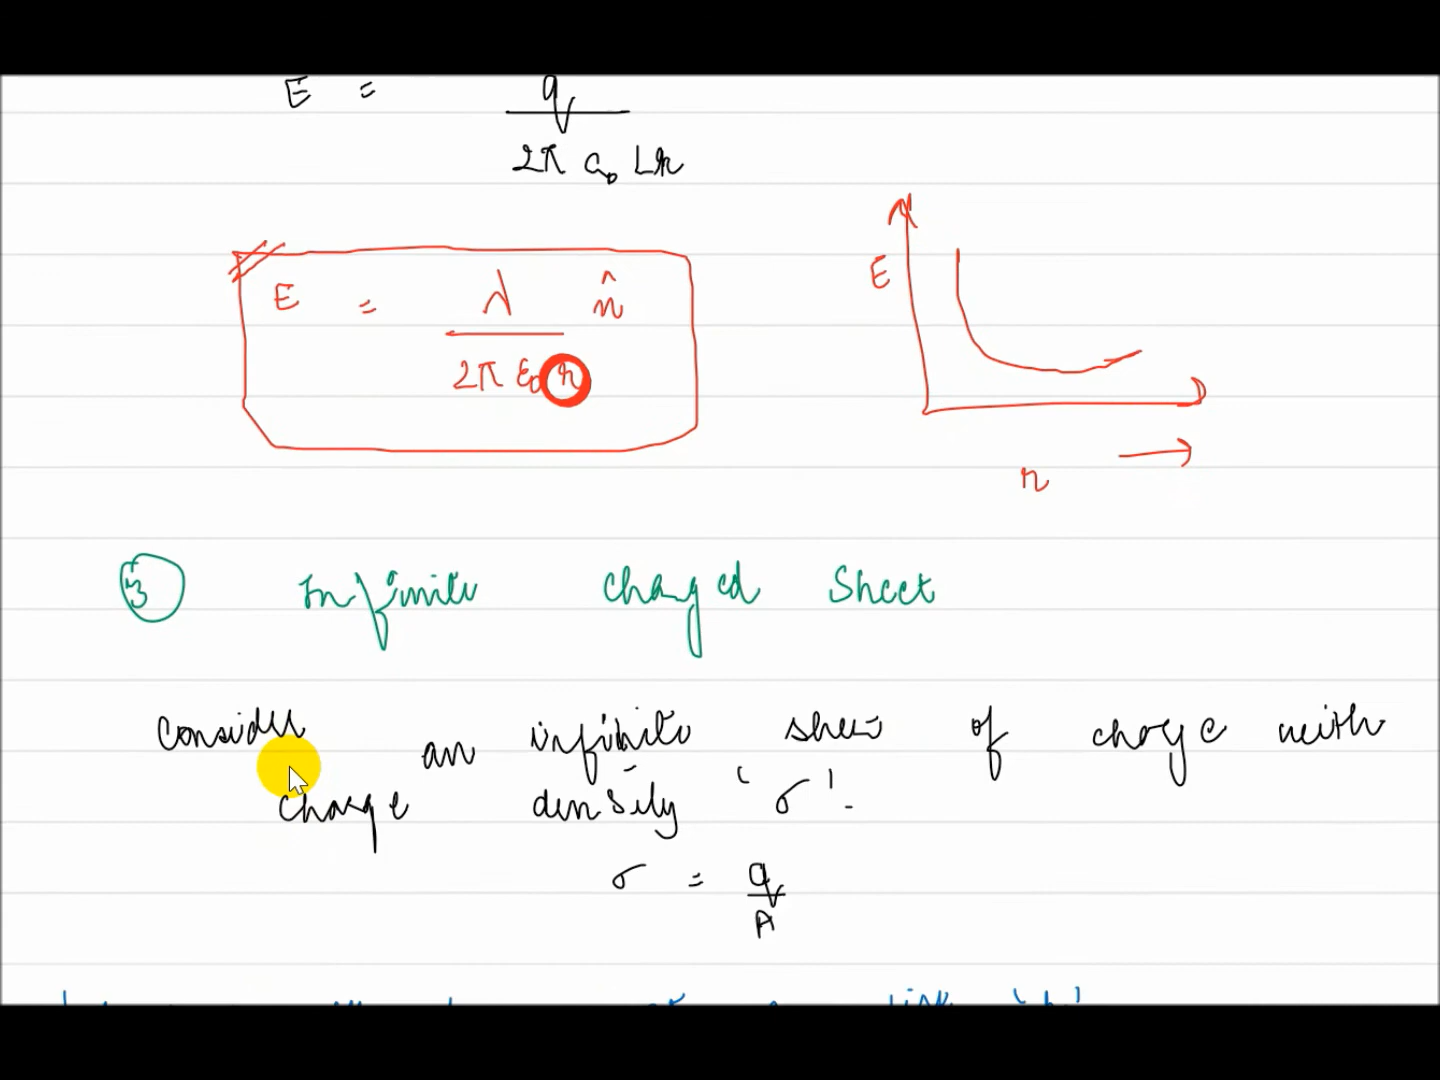 E = q / 2π ε₀ Lr
E = λ / 2π ε₀ r n̂
E
r
③ Infinite charged Sheet
Consider an infinite sheet of charge with
charge density 'σ'.
σ = q / A